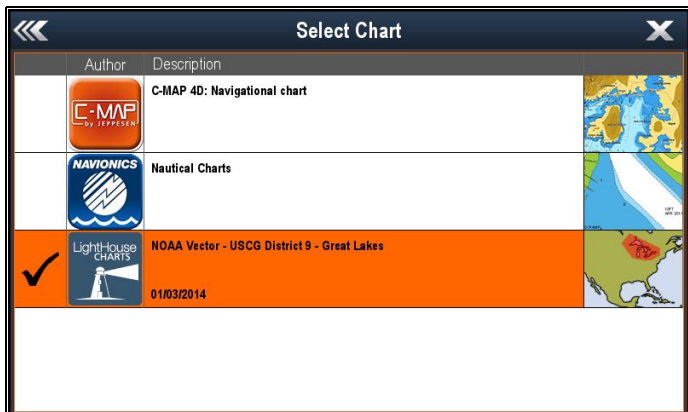 Select Chart
Author Description
C-MAP
by JEPPESEN
C-MAP 4D: Navigational chart
NAVIONICS
Nautical Charts
LightHouse
CHARTS
NOAA Vector - USCG District 9 - Great Lakes
01/03/2014